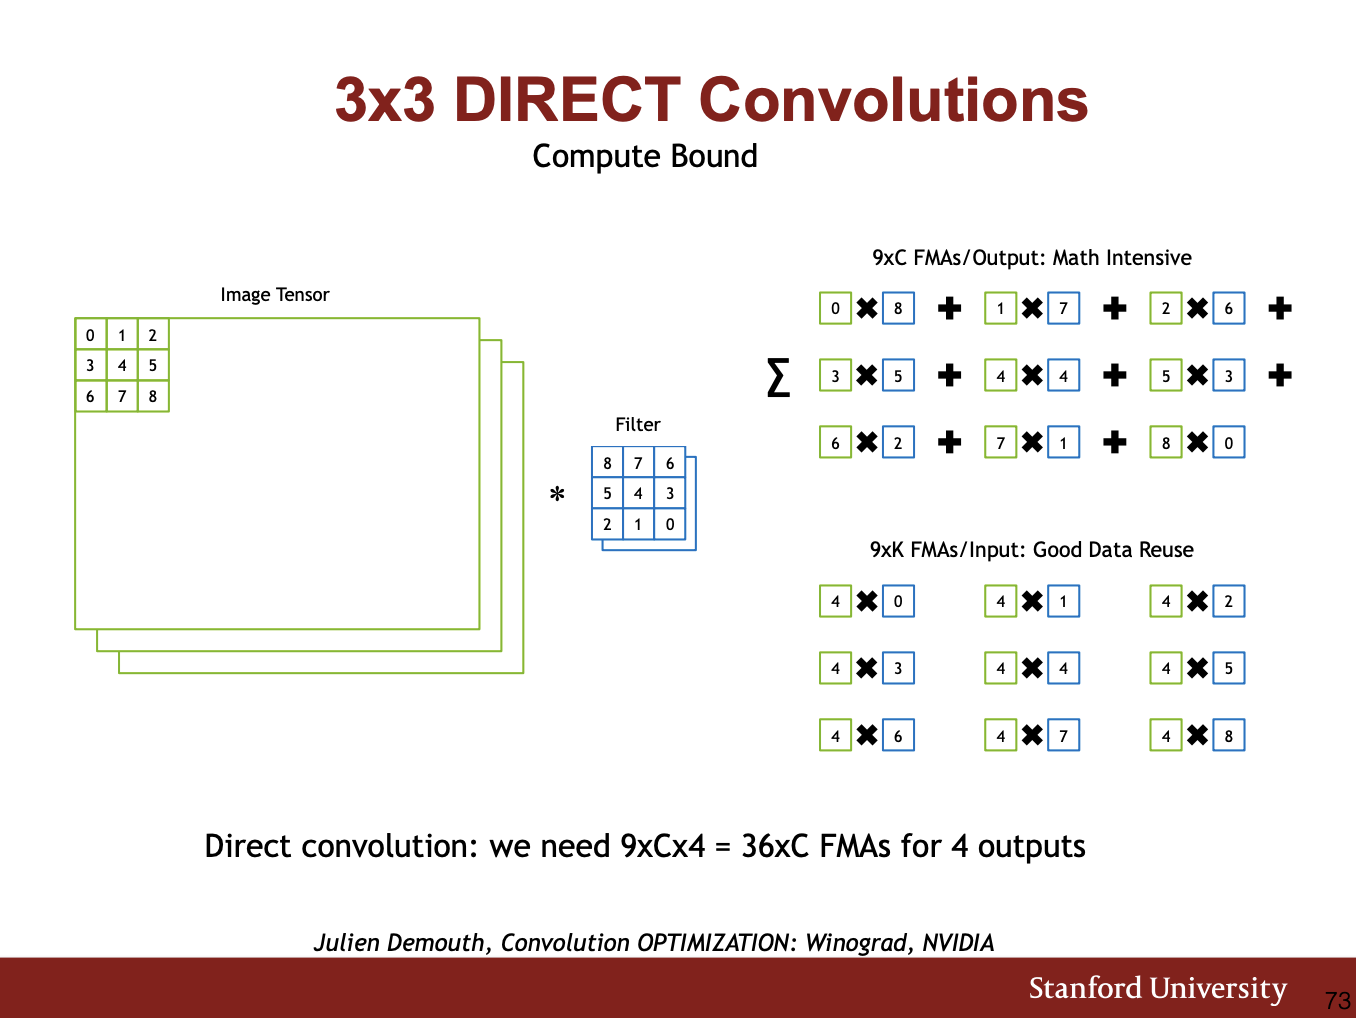 3x3 DIRECT Convolutions
Compute Bound
Image Tensor
0 1 2
3 4 5
6 7 8
*
Filter
8 7 6
5 4 3
2 1 0
9xC FMAs/Output: Math Intensive
0 ✖ 8 + 1 ✖ 7 + 2 ✖ 6 +
Σ 3 ✖ 5 + 4 ✖ 4 + 5 ✖ 3 +
6 ✖ 2 + 7 ✖ 1 + 8 ✖ 0
9xK FMAs/Input: Good Data Reuse
4 ✖ 0 4 ✖ 1 4 ✖ 2
4 ✖ 3 4 ✖ 4 4 ✖ 5
4 ✖ 6 4 ✖ 7 4 ✖ 8
Direct convolution: we need 9xCx4 = 36xC FMAs for 4 outputs
Julien Demouth, Convolution OPTIMIZATION: Winograd, NVIDIA
Stanford University
73